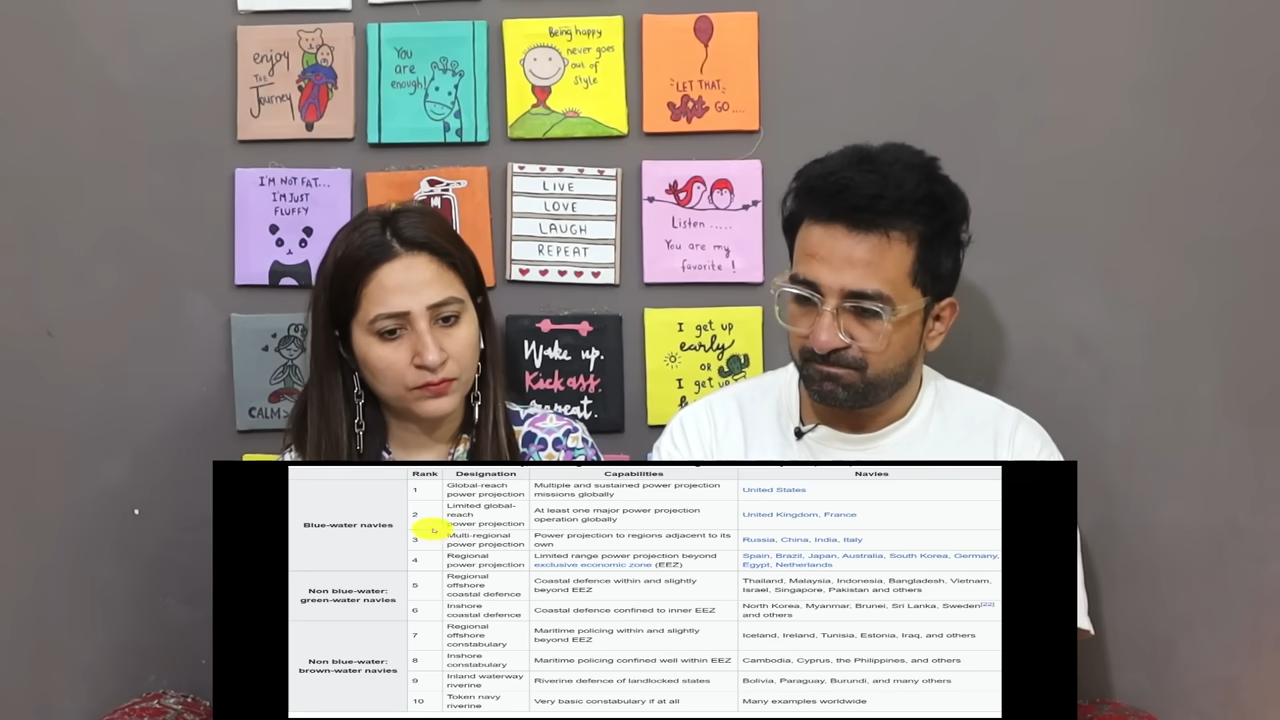 enjoy
THE
Journey
You
are
enough!
Being happy
never goes
out of
style
LET THAT
GO....
I'M NOT FAT...
I'M JUST
FLUFFY
LIVE
LOVE
LAUGH
REPEAT
Listen .....
You are my
favorite !
CALM
Wake up.
Kick ass.
Repeat.
I get up
early
OR
I get up
Rank Designation Capabilities Navies
Blue-water navies
1 Global-reach power projection Multiple and sustained power projection missions globally United States
2 Limited global-reach power projection At least one major power projection operation globally United Kingdom, France
3 Multi-regional power projection Power projection to regions adjacent to its own Russia, China, India, Italy
4 Regional power projection Limited range power projection beyond exclusive economic zone (EEZ) Spain, Brazil, Japan, Australia, South Korea, Germany, Egypt, Netherlands
Non blue-water: green-water navies
5 Regional offshore coastal defence Coastal defence within and slightly beyond EEZ Thailand, Malaysia, Indonesia, Bangladesh, Vietnam, Israel, Singapore, Pakistan and others
6 Inshore coastal defence Coastal defence confined to inner EEZ North Korea, Myanmar, Brunei, Sri Lanka, Sweden[22] and others
Non blue-water: brown-water navies
7 Regional offshore constabulary Maritime policing within and slightly beyond EEZ Iceland, Ireland, Tunisia, Estonia, Iraq, and others
8 Inshore constabulary Maritime policing confined well within EEZ Cambodia, Cyprus, the Philippines, and others
9 Inland waterway riverine Riverine defence of landlocked states Bolivia, Paraguay, Burundi, and many others
10 Token navy riverine Very basic constabulary if at all Many examples worldwide